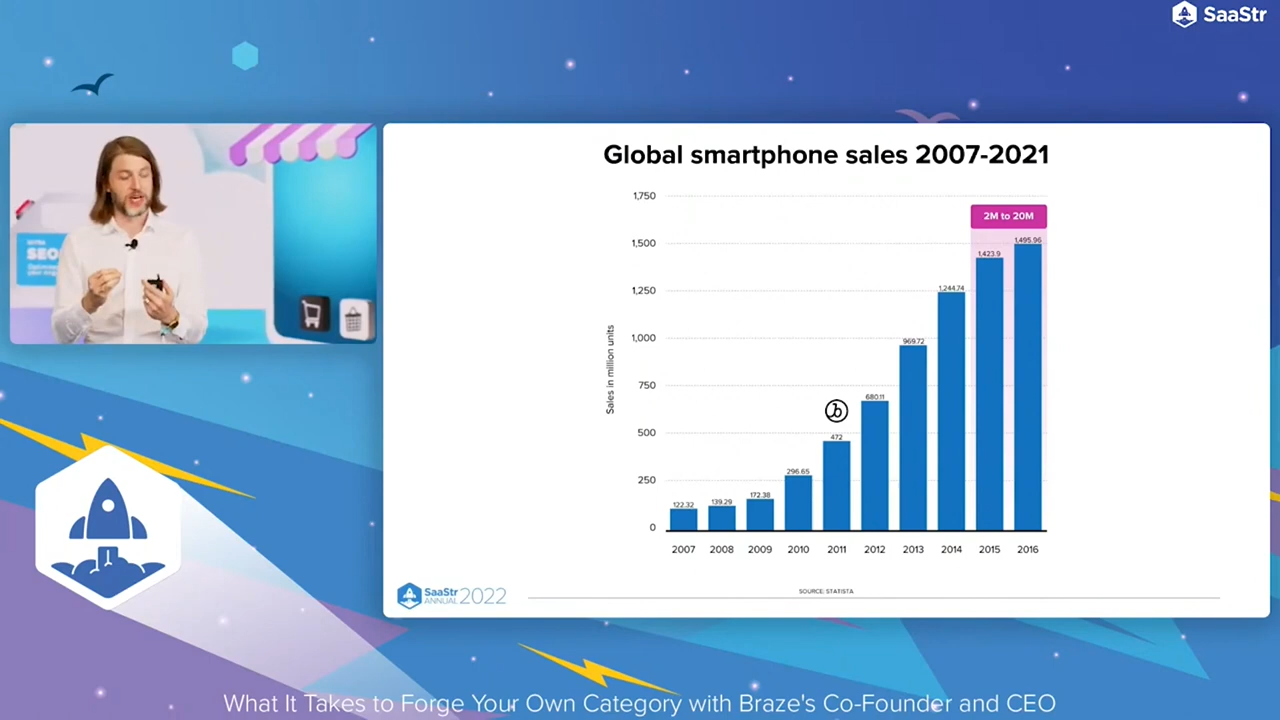 SaaStr
Global smartphone sales 2007-2021
1,750
1,500
1,250
1,000
750
500
250
0
Sales in million units
2M to 20M
122.32
139.29
172.38
296.65
472
680.11
969.72
1,244.74
1,423.9
1,495.96
b
2007 2008 2009 2010 2011 2012 2013 2014 2015 2016
SOURCE: STATISTA
SaaStr
ANNUAL 2022
SEO
What It Takes to Forge Your Own Category with Braze's Co-Founder and CEO